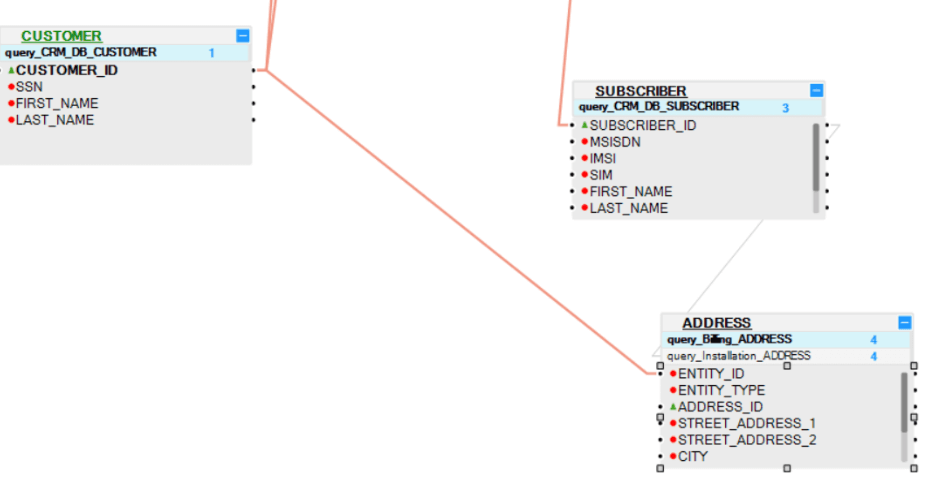 CUSTOMER
query_CRM_DB_CUSTOMER 1
CUSTOMER_ID
SSN
FIRST_NAME
LAST_NAME
SUBSCRIBER
query_CRM_DB_SUBSCRIBER 3
SUBSCRIBER_ID
MSISDN
IMSI
SIM
FIRST_NAME
LAST_NAME
ADDRESS
query_Billing_ADDRESS 4
query_Installation_ADDRESS 4
ENTITY_ID
ENTITY_TYPE
ADDRESS_ID
STREET_ADDRESS_1
STREET_ADDRESS_2
CITY